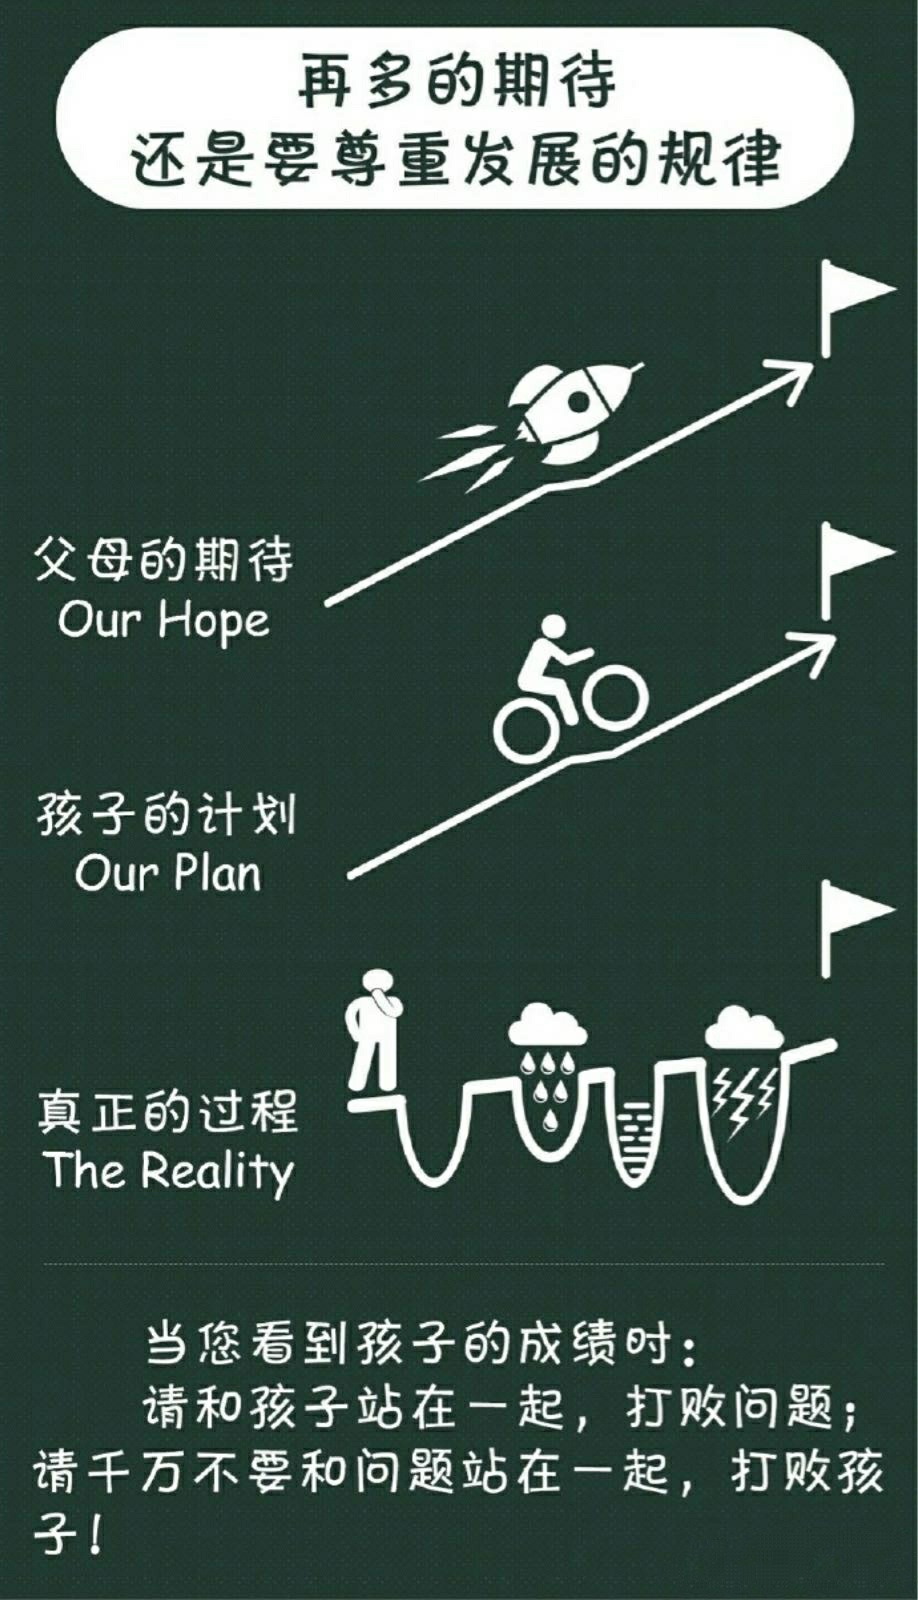 再多的期待
还是要尊重发展的规律
父母的期待
Our Hope
孩子的计划
Our Plan
真正的过程
The Reality
当您看到孩子的成绩时：
请和孩子站在一起，打败问题；
请千万不要和问题站在一起，打败孩
子！